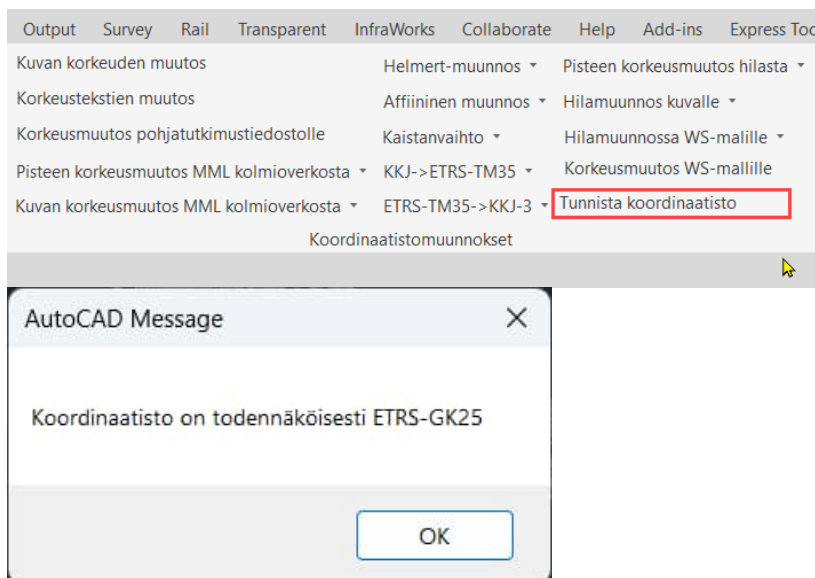 Output Survey Rail Transparent InfraWorks Collaborate Help Add-ins Express Too
Kuvan korkeuden muutos Helmert-muunnos Pisteen korkeusmuutos hilasta
Korkeustekstien muutos Affiininen muunnos Hilamuunnos kuvalle
Korkeusmuutos pohjatutkimustiedostolle Kaistanvaihto Hilamuunnossa WS-malille
Pisteen korkeusmuutos MML kolmioverkosta KKJ->ETRS-TM35 Korkeusmuutos WS-mallille
Kuvan korkeusmuutos MML kolmioverkosta ETRS-TM35->KKJ-3 Tunnista koordinaatisto
Koordinaatistomuunnokset
AutoCAD Message
Koordinaatisto on todennäköisesti ETRS-GK25
OK